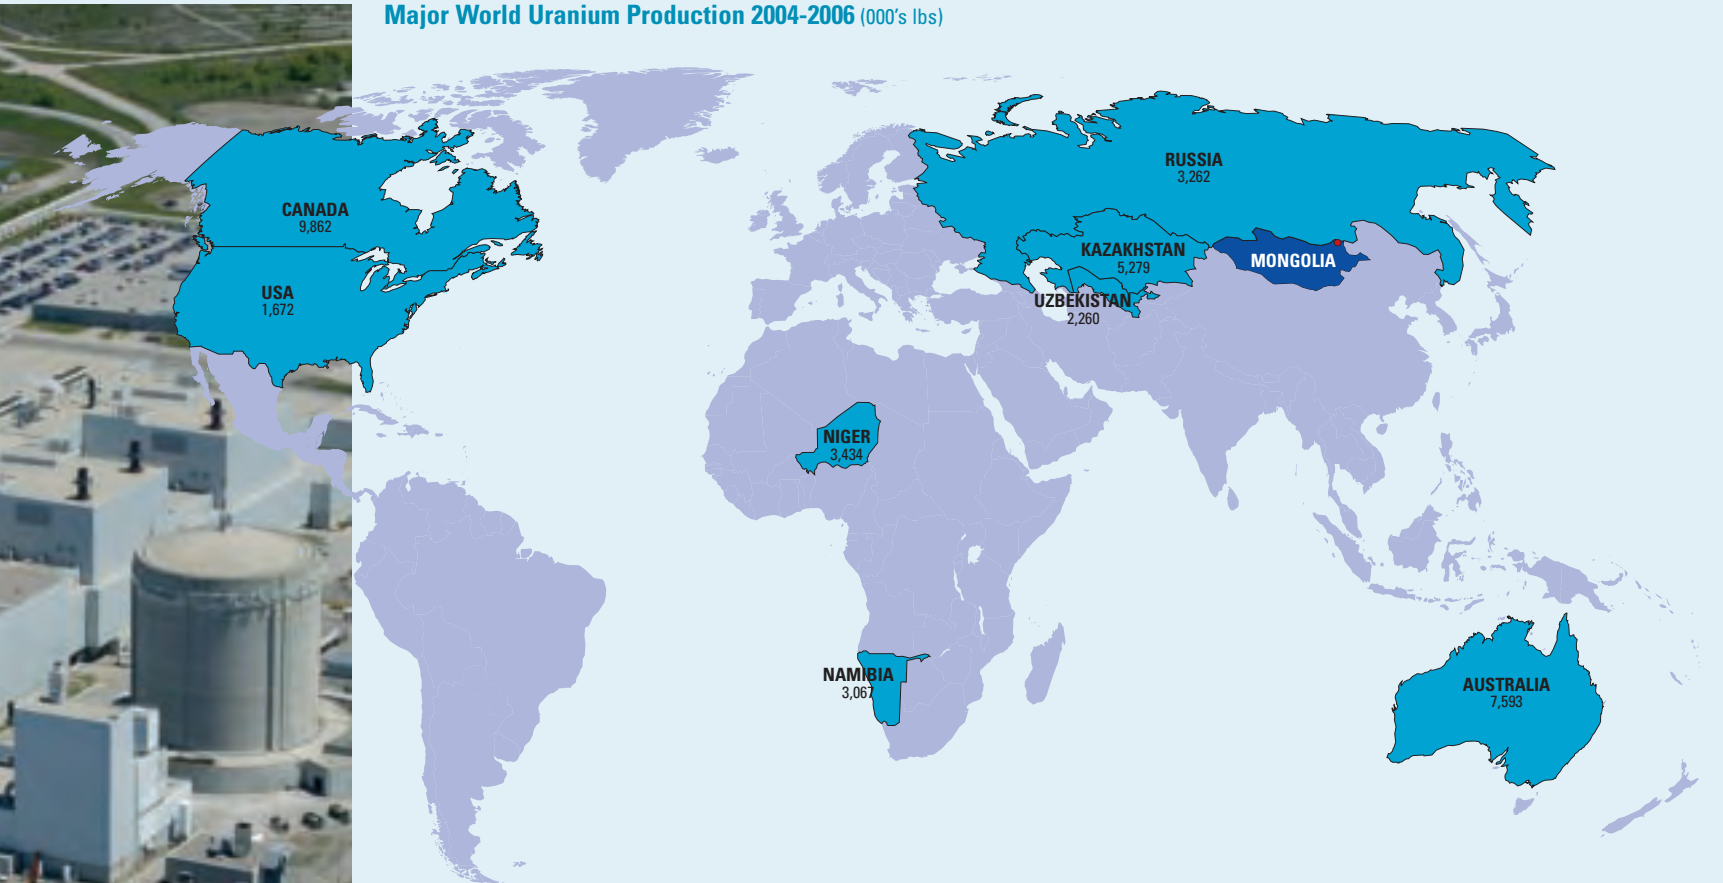 Major World Uranium Production 2004-2006 (000's lbs)
RUSSIA
3,262
CANADA
9,862
KAZAKHSTAN
5,279
MONGOLIA
USA
1,672
UZBEKISTAN
2,260
NIGER
3,434
NAMIBIA
3,067
AUSTRALIA
7,593